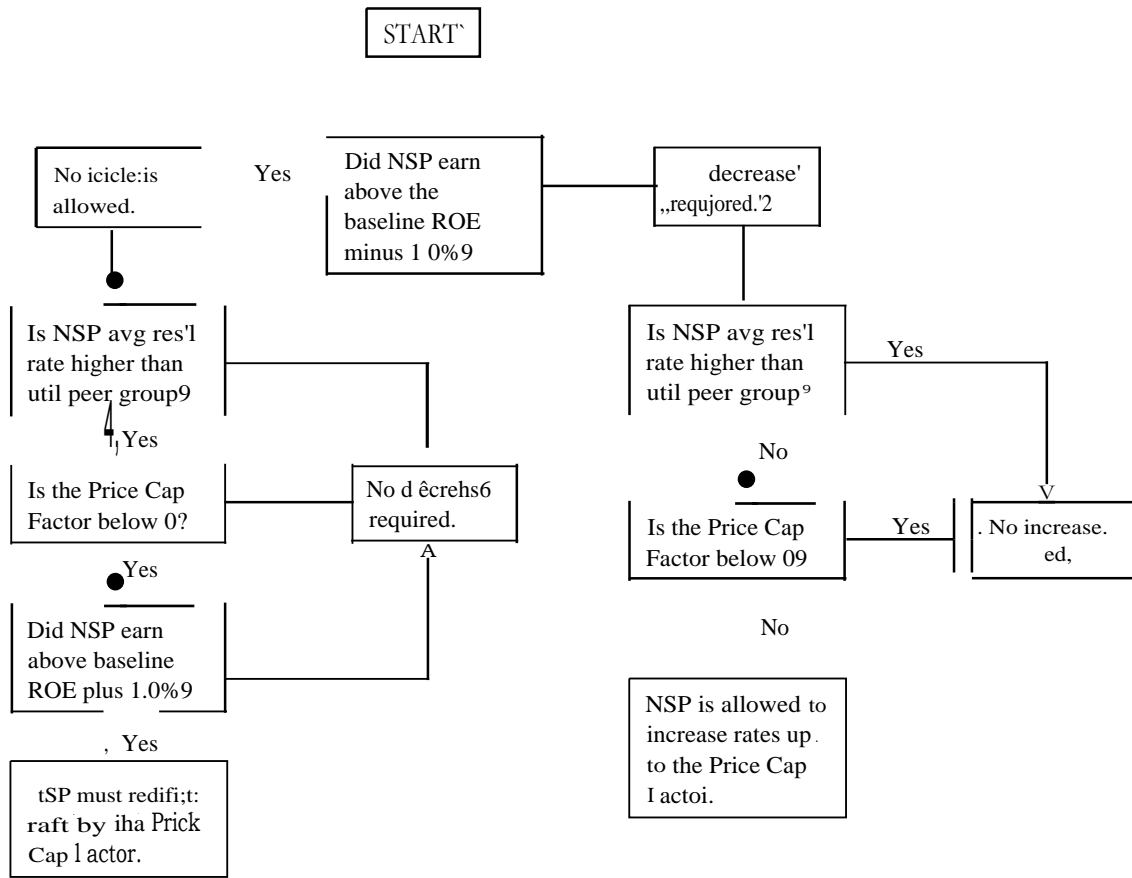 START`
No icicle:is
allowed.
Yes
Did NSP earn
above the
baseline ROE
minus 1 0%9
decrease'
,,requjored.'2
Is NSP avg res'l
rate higher than
util peer group9
Is NSP avg res'l
rate higher than
util peer group⁹
Yes
Yes
No
Is the Price Cap
Factor below 0?
No d êcrehs6
required.
A
Is the Price Cap
Factor below 09
Yes
V
. No increase.
ed,
Yes
Did NSP earn
above baseline
ROE plus 1.0%9
No
NSP is allowed to
increase rates up .
to the Price Cap
I actoi.
, Yes
tSP must redifi;t:
raft by iha Prick
Cap l actor.